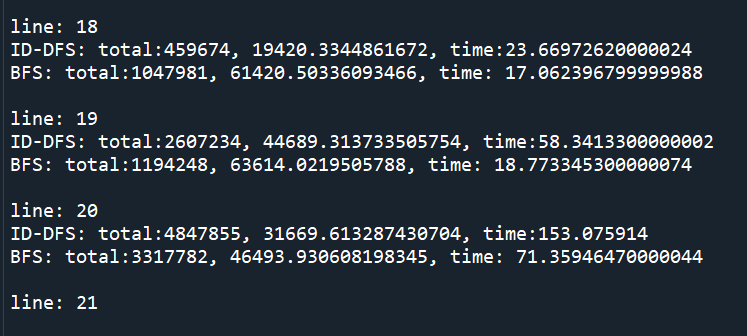 line: 18
ID-DFS: total:459674, 19420.3344861672, time:23.66972620000024
BFS: total:1047981, 61420.50336093466, time: 17.062396799999988
line: 19
ID-DFS: total:2607234, 44689.313733505754, time:58.3413300000002
BFS: total:1194248, 63614.0219505788, time: 18.773345300000074
line: 20
ID-DFS: total:4847855, 31669.613287430704, time:153.075914
BFS: total:3317782, 46493.930608198345, time: 71.35946470000044
line: 21